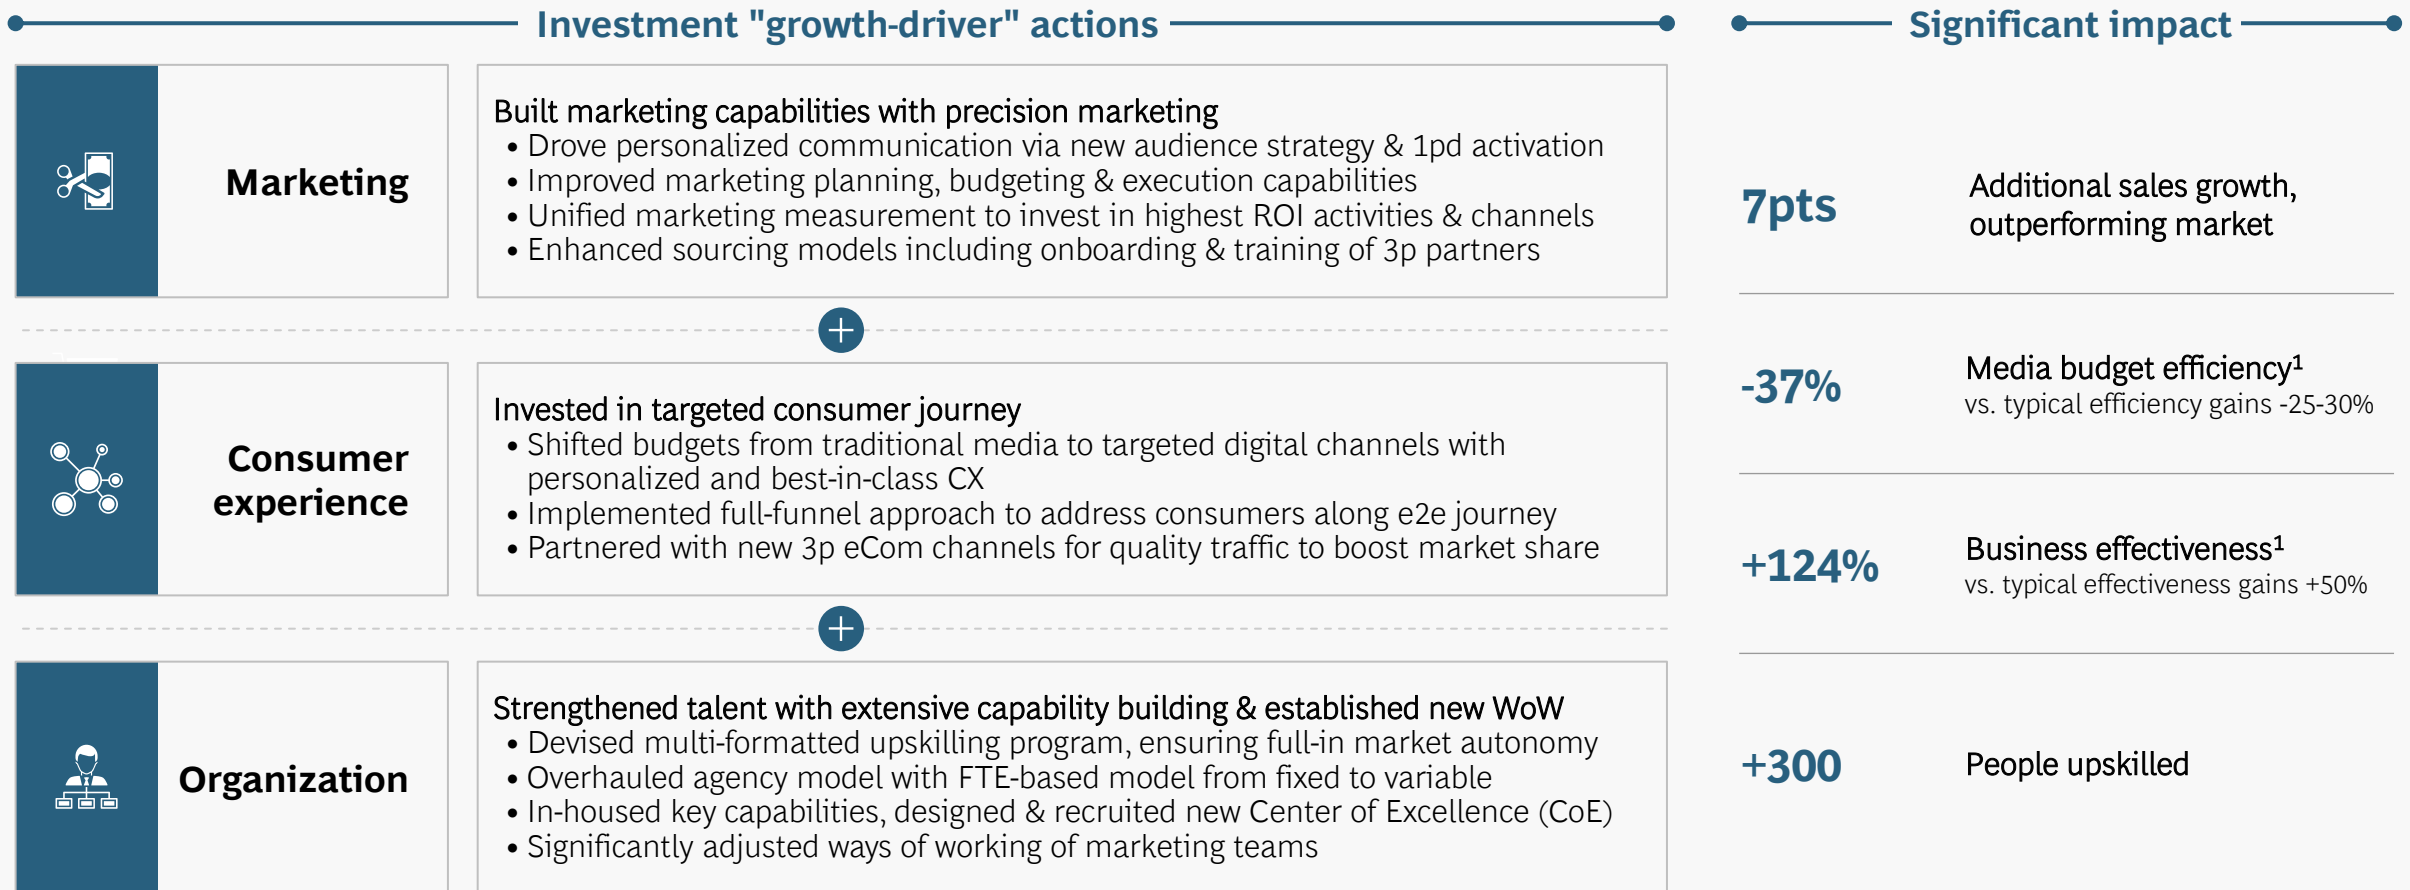 Investment "growth-driver" actions
Significant impact
Marketing
Built marketing capabilities with precision marketing
• Drove personalized communication via new audience strategy & 1pd activation
• Improved marketing planning, budgeting & execution capabilities
• Unified marketing measurement to invest in highest ROI activities & channels
• Enhanced sourcing models including onboarding & training of 3p partners
Consumer
experience
Invested in targeted consumer journey
• Shifted budgets from traditional media to targeted digital channels with
personalized and best-in-class CX
• Implemented full-funnel approach to address consumers along e2e journey
• Partnered with new 3p eCom channels for quality traffic to boost market share
Organization
Strengthened talent with extensive capability building & established new WoW
• Devised multi-formatted upskilling program, ensuring full-in market autonomy
• Overhauled agency model with FTE-based model from fixed to variable
• In-housed key capabilities, designed & recruited new Center of Excellence (CoE)
• Significantly adjusted ways of working of marketing teams
7pts
Additional sales growth,
outperforming market
-37%
Media budget efficiency¹
vs. typical efficiency gains -25-30%
+124%
Business effectiveness¹
vs. typical effectiveness gains +50%
+300
People upskilled